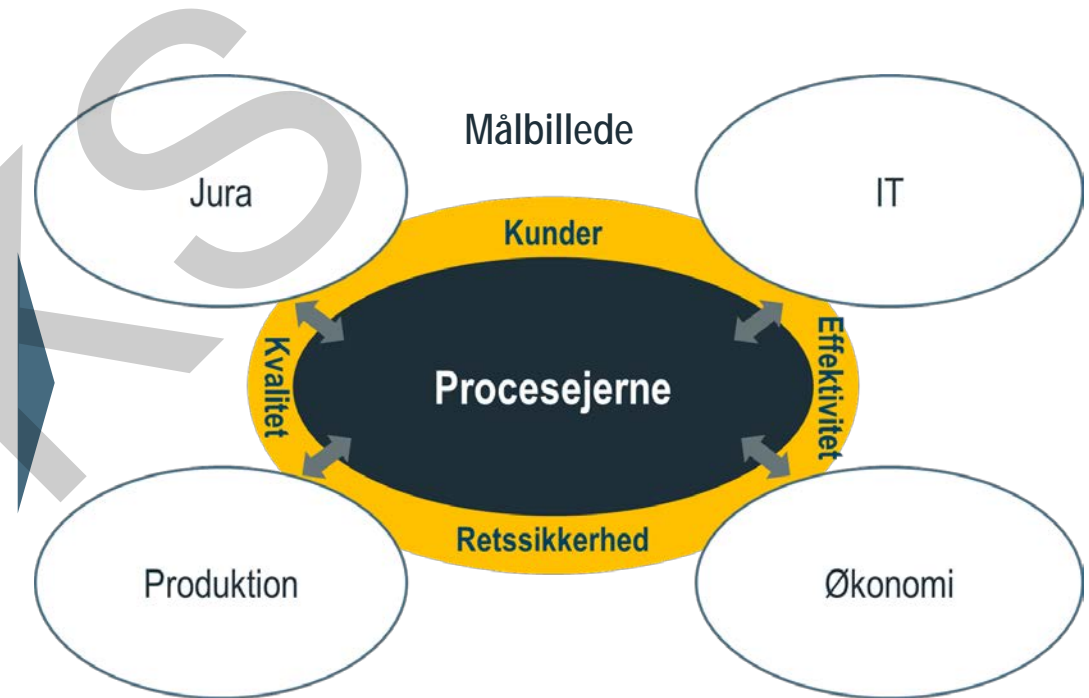 Målbillede
Jura
IT
Kunder
Kvalitet
Procesejerne
Effektivitet
Retssikkerhed
Produktion
Økonomi